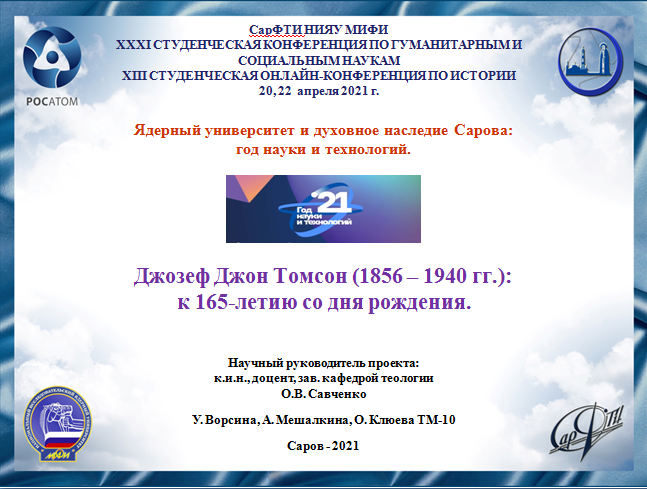 СарФТИ НИЯУ МИФИ
XXXI СТУДЕНЧЕСКАЯ КОНФЕРЕНЦИЯ ПО ГУМАНИТАРНЫМ И
СОЦИАЛЬНЫМ НАУКАМ
XIII СТУДЕНЧЕСКАЯ ОНЛАЙН-КОНФЕРЕНЦИЯ ПО ИСТОРИИ
20, 22 апреля 2021 г.
РОСАТОМ
Ядерный университет и духовное наследие Сарова:
год науки и технологий.
'21
Год
науки
и технологий
Джозеф Джон Томсон (1856 – 1940 гг.):
к 165-летию со дня рождения.
Научный руководитель проекта:
к.и.н., доцент, зав. кафедрой теологии
О.В. Савченко
У. Ворсина, А. Мешалкина, О. Клюева ТМ-10
Саров - 2021
МИФИ
СарФТИ